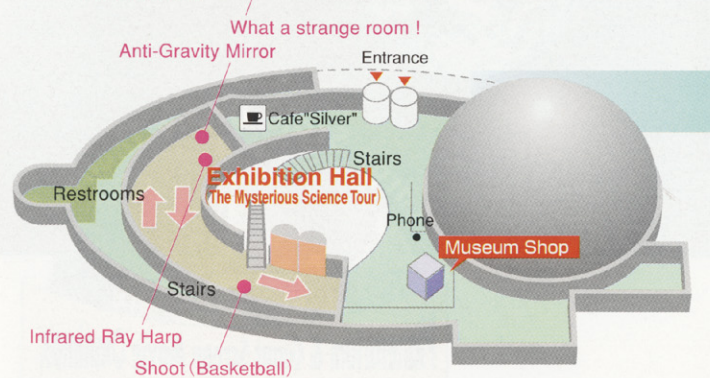 What a strange room !
Anti-Gravity Mirror
Entrance
Cafe"Silver"
Stairs
Exhibition Hall
(The Mysterious Science Tour)
Restrooms
Phone
Museum Shop
Stairs
Infrared Ray Harp
Shoot (Basketball)